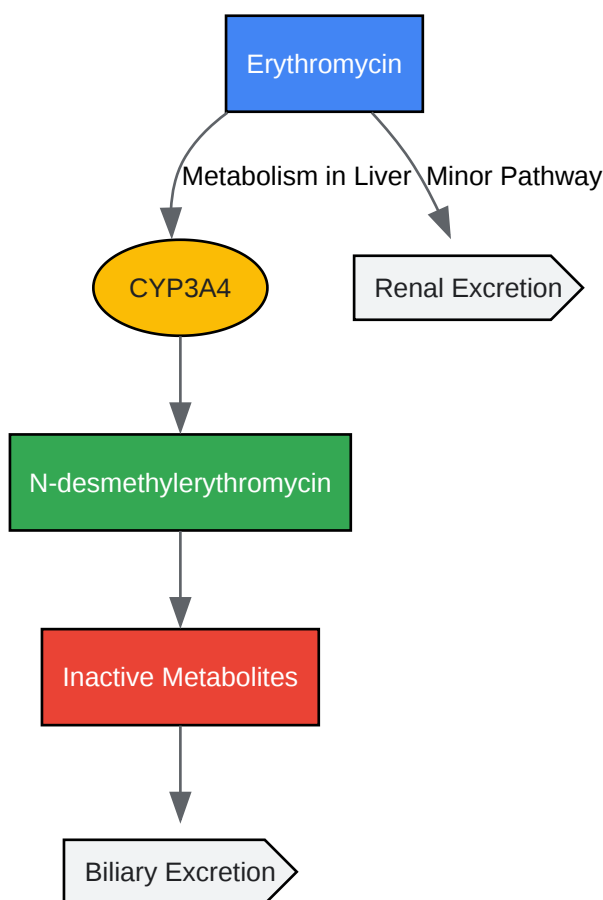 Erythromycin
Metabolism in Liver
Minor Pathway
CYP3A4
Renal Excretion
N-desmethylerythromycin
Inactive Metabolites
Biliary Excretion